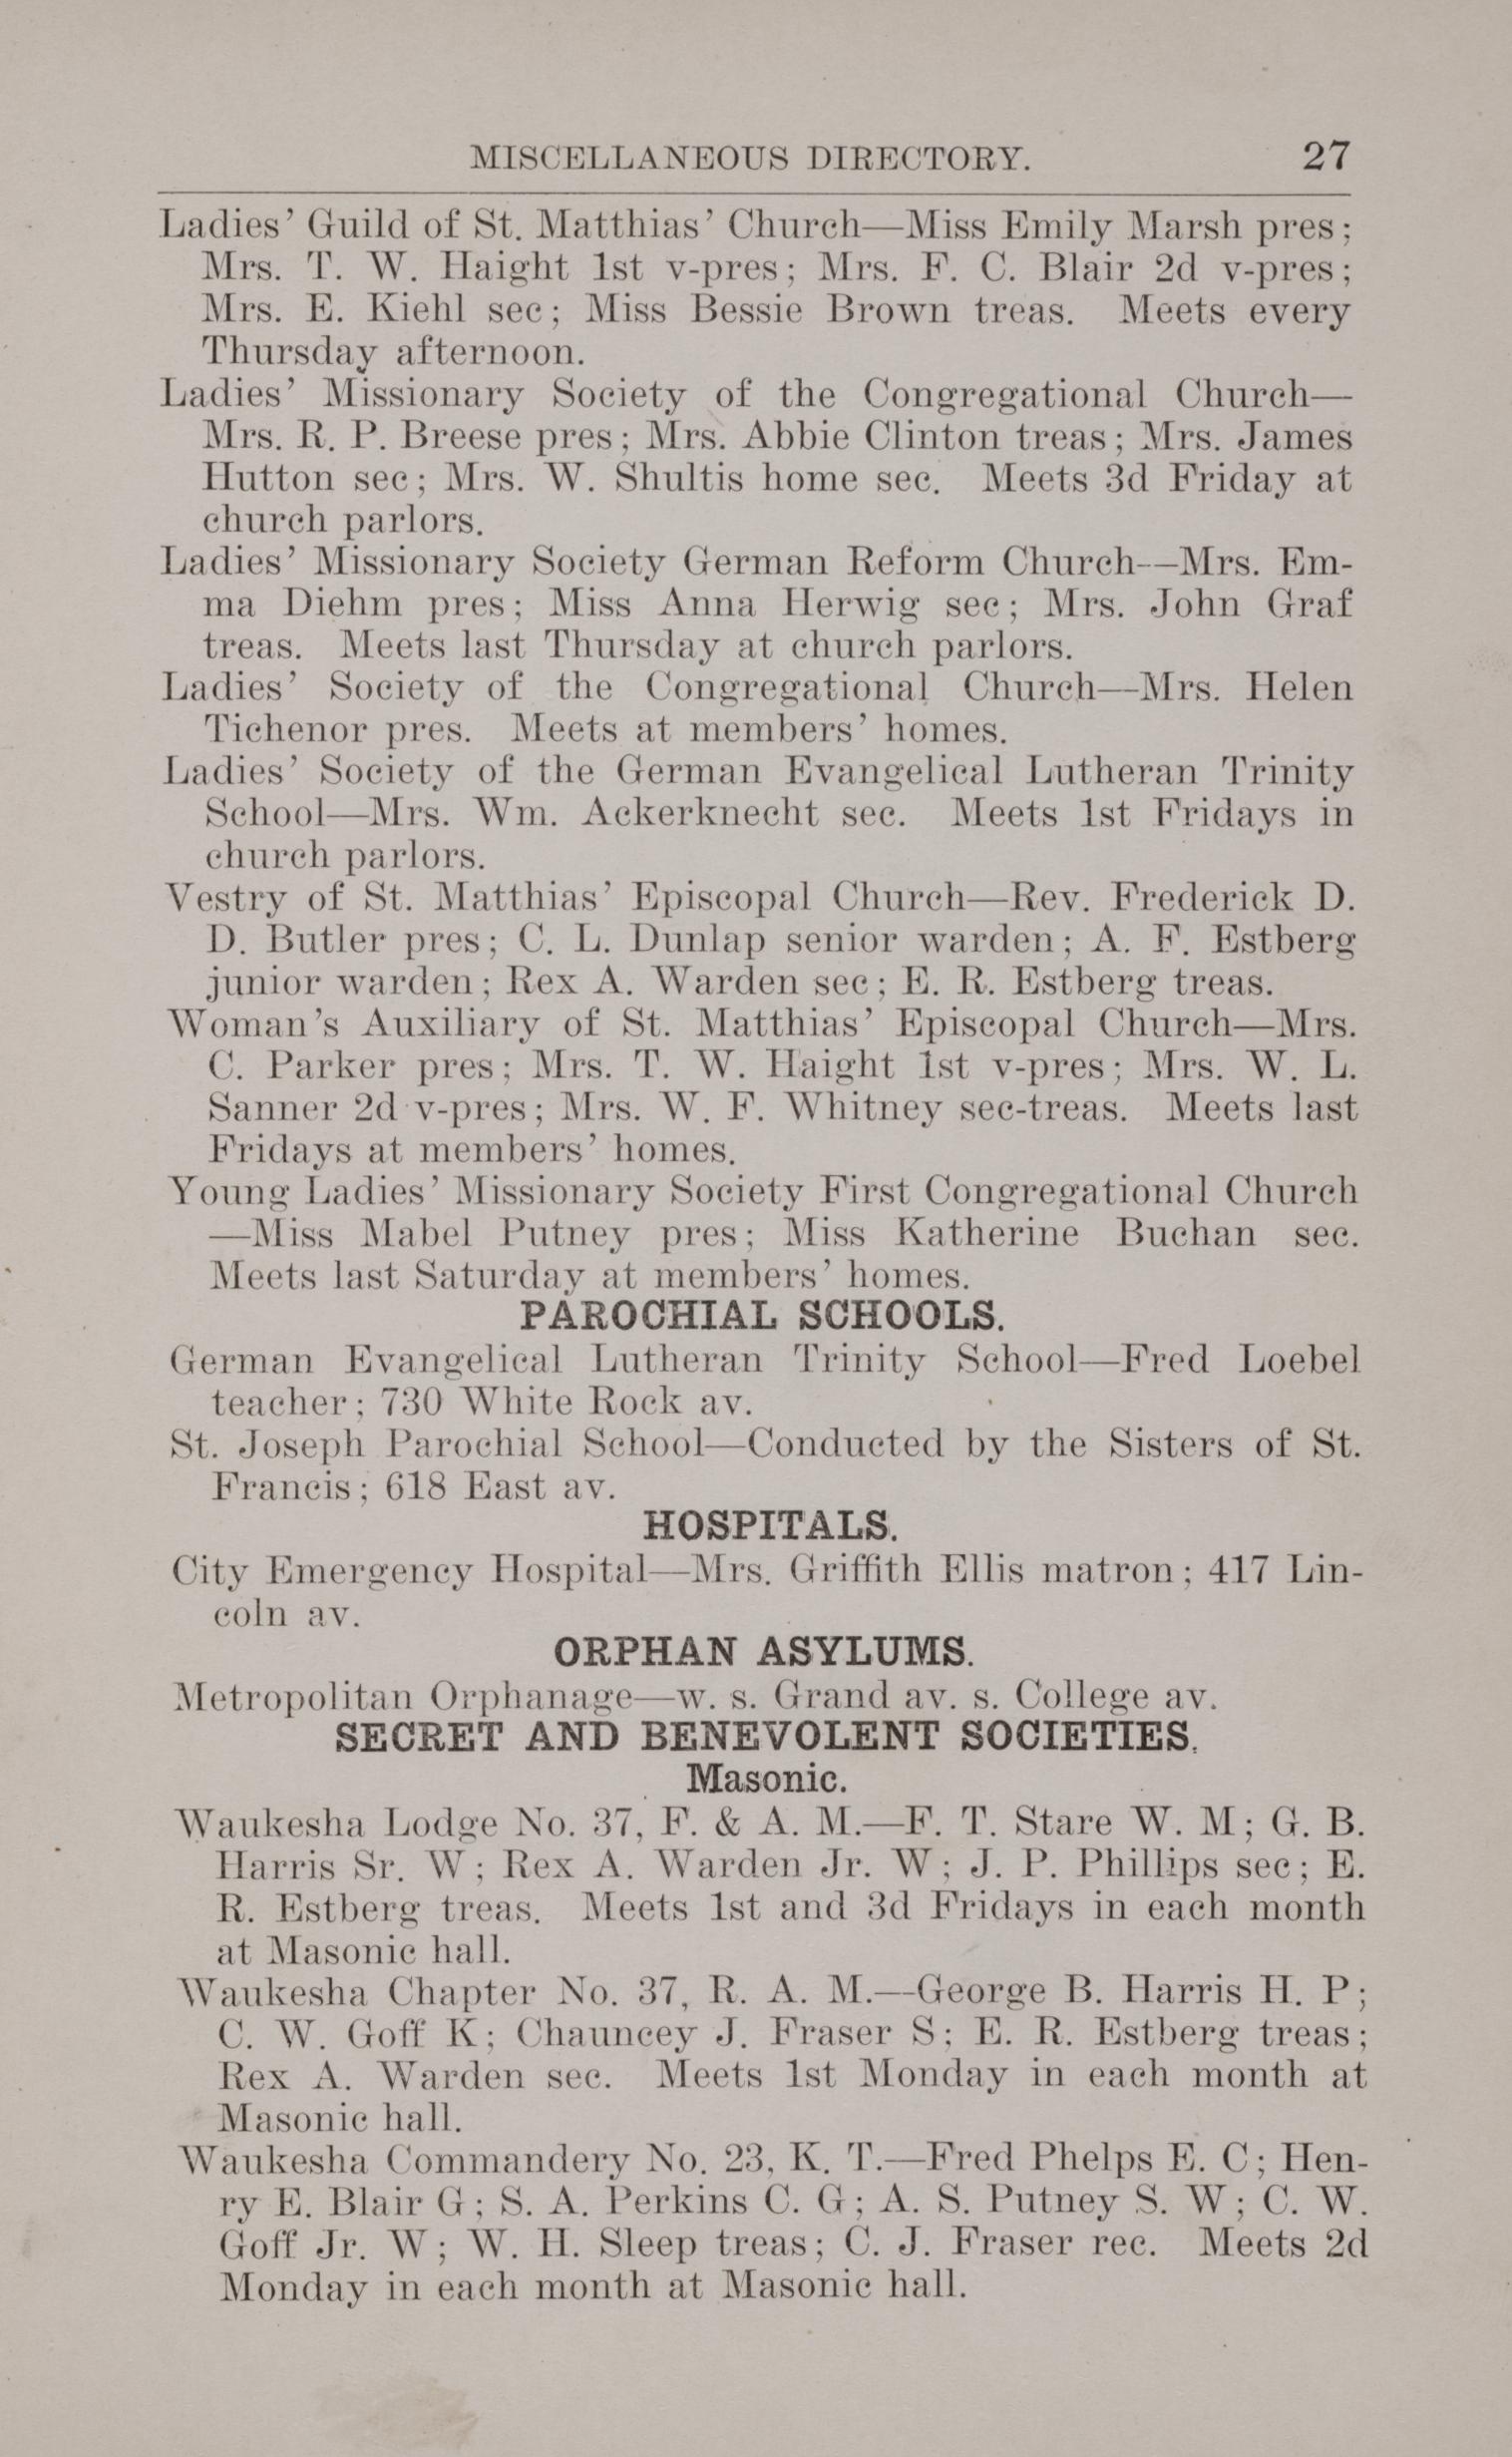 MISCELLANEOUS DIRECTORY. 27
Ladies’ Guild of St. Matthias’ Church—Miss Emily Marsh pres;
Mrs. T. W. Haight 1st v-pres; Mrs. F. C. Blair 2d v-pres;
Mrs. E. Kiehl sec; Miss Bessie Brown treas. Meets every
Thursday afternoon.
Ladies’ Missionary Society of the Congregational Church—
Mrs. R. P. Breese pres; Mrs. Abbie Clinton treas; Mrs. James
Hutton sec; Mrs. W. Shultis home sec. Meets 3d Friday at
church parlors.
Ladies’ Missionary Society German Reform Church—Mrs. Em-
ma Diehm pres; Miss Anna Herwig sec; Mrs. John Graf
treas. Meets last Thursday at church parlors.
Ladies’ Society of the Congregational Church—Mrs. Helen
Tichenor pres. Meets at members’ homes.
Ladies’ Society of the German Evangelical Lutheran Trinity
School—Mrs. Wm. Ackerknecht sec. Meets 1st Fridays in
church parlors.
Vestry of St. Matthias’ Episcopal Church—Rev. Frederick D.
D. Butler pres; C. L. Dunlap senior warden; A. F. Estberg
junior warden; Rex A. Warden sec; E. R. Estberg treas.
Woman’s Auxiliary of St. Matthias’ Episcopal Church—Mrs.
C. Parker pres; Mrs. T. W. Haight 1st v-pres; Mrs. W. L.
Sanner 2d v-pres; Mrs. W. F. Whitney sec-treas. Meets last
Fridays at members’ homes.
Young Ladies’ Missionary Society First Congregational Church
—Miss Mabel Putney pres; Miss Katherine Buchan sec.
Meets last Saturday at members’ homes.
PAROCHIAL SCHOOLS.
German Evangelical Lutheran Trinity School—Fred Loebel
teacher; 730 White Rock av.
St. Joseph Parochial School—Conducted by the Sisters of St.
Francis; 618 East av.
HOSPITALS.
City Emergency Hospital—Mrs. Griffith Ellis matron; 417 Lin-
coln av.
ORPHAN ASYLUMS.
Metropolitan Orphanage—w. s. Grand av. s. College av.
SECRET AND BENEVOLENT SOCIETIES.
Masonic.
Waukesha Lodge No. 37, F. & A. M.—F. T. Stare W. M; G. B.
Harris Sr. W; Rex A. Warden Jr. W; J. P. Phillips sec; E.
R. Estberg treas. Meets 1st and 3d Fridays in each month
at Masonic hall.
Waukesha Chapter No. 37, R. A. M.—George B. Harris H. P;
C. W. Goff K; Chauncey J. Fraser S; E. R. Estberg treas;
Rex A. Warden sec. Meets 1st Monday in each month at
Masonic hall.
Waukesha Commandery No. 23, K. T.—Fred Phelps E. C; Hen-
ry E. Blair G; S. A. Perkins C. G; A. S. Putney S. W; C. W.
Goff Jr. W; W. H. Sleep treas; C. J. Fraser rec. Meets 2d
Monday in each month at Masonic hall.